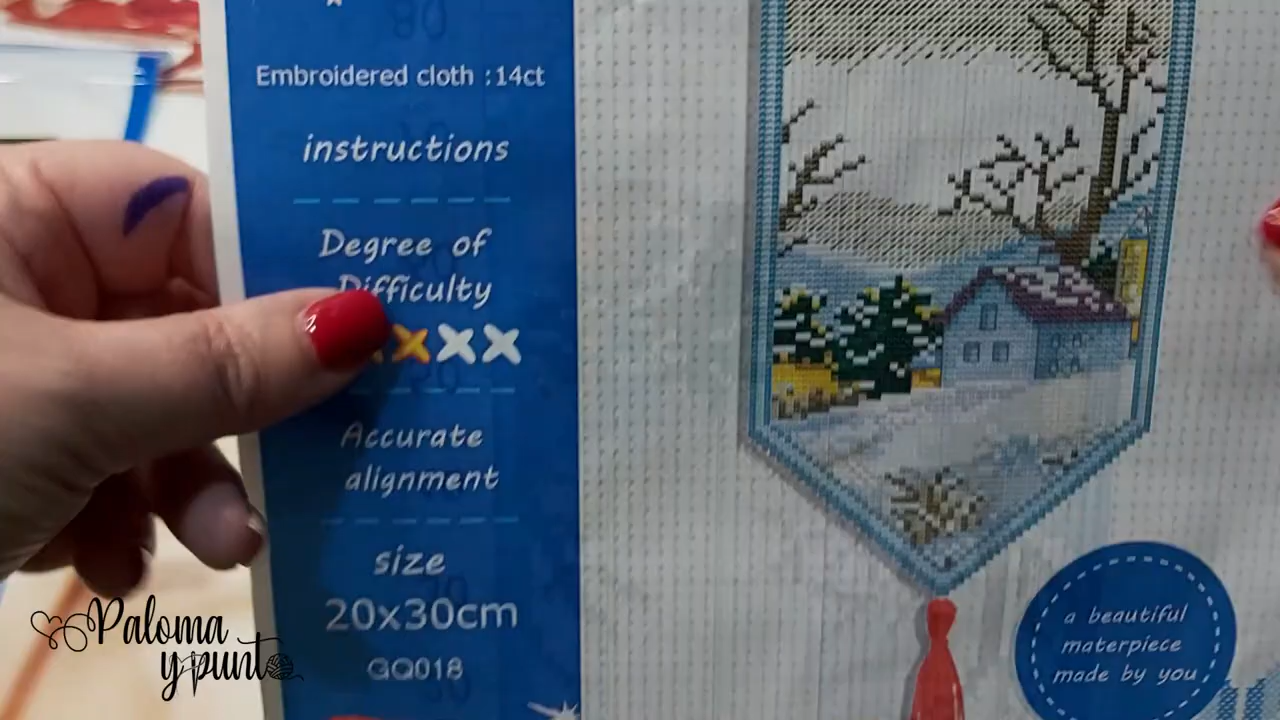 Embroidered cloth :14ct
instructions
Degree of
Difficulty
Accurate
alignment
size
20x30cm
GQ018
a beautiful
materpiece
made by you
Paloma
y punto